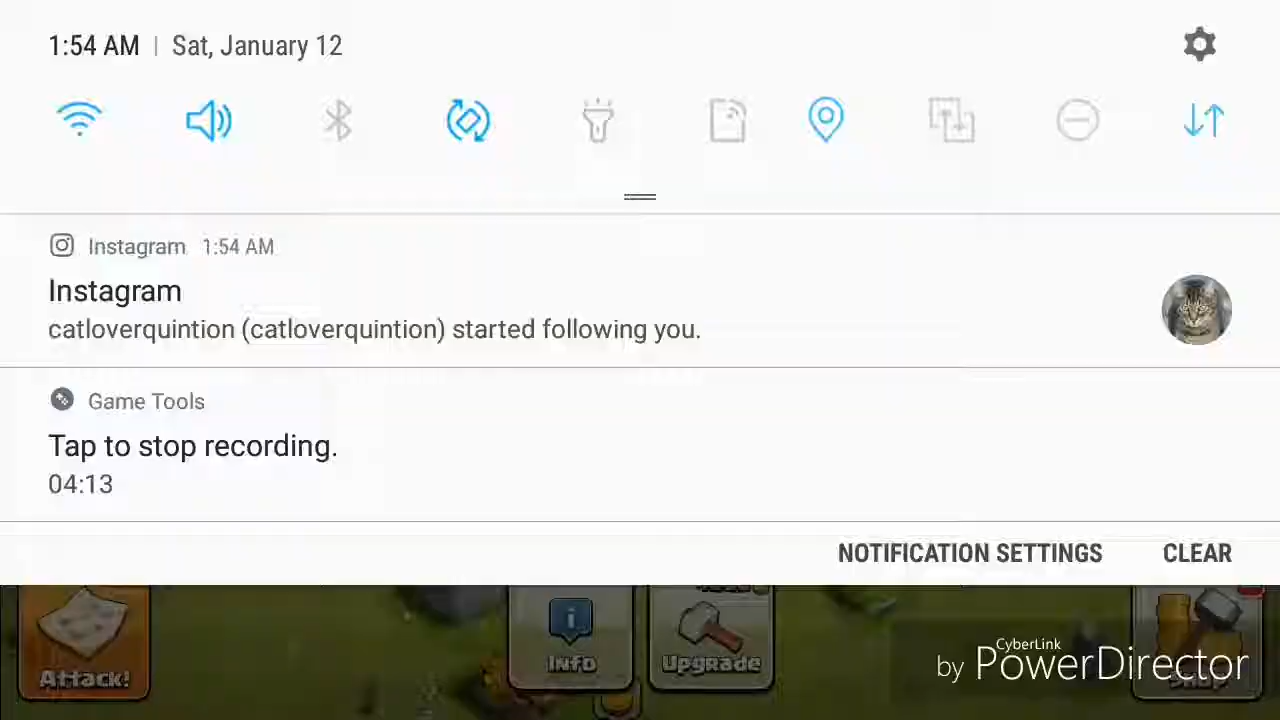 1:54 AM | Sat, January 12
Instagram 1:54 AM
Instagram
catloverquintion (catloverquintion) started following you.
Game Tools
Tap to stop recording.
04:13
NOTIFICATION SETTINGS CLEAR
Attack!
Info
Upgrade
Shop
CyberLink
by PowerDirector